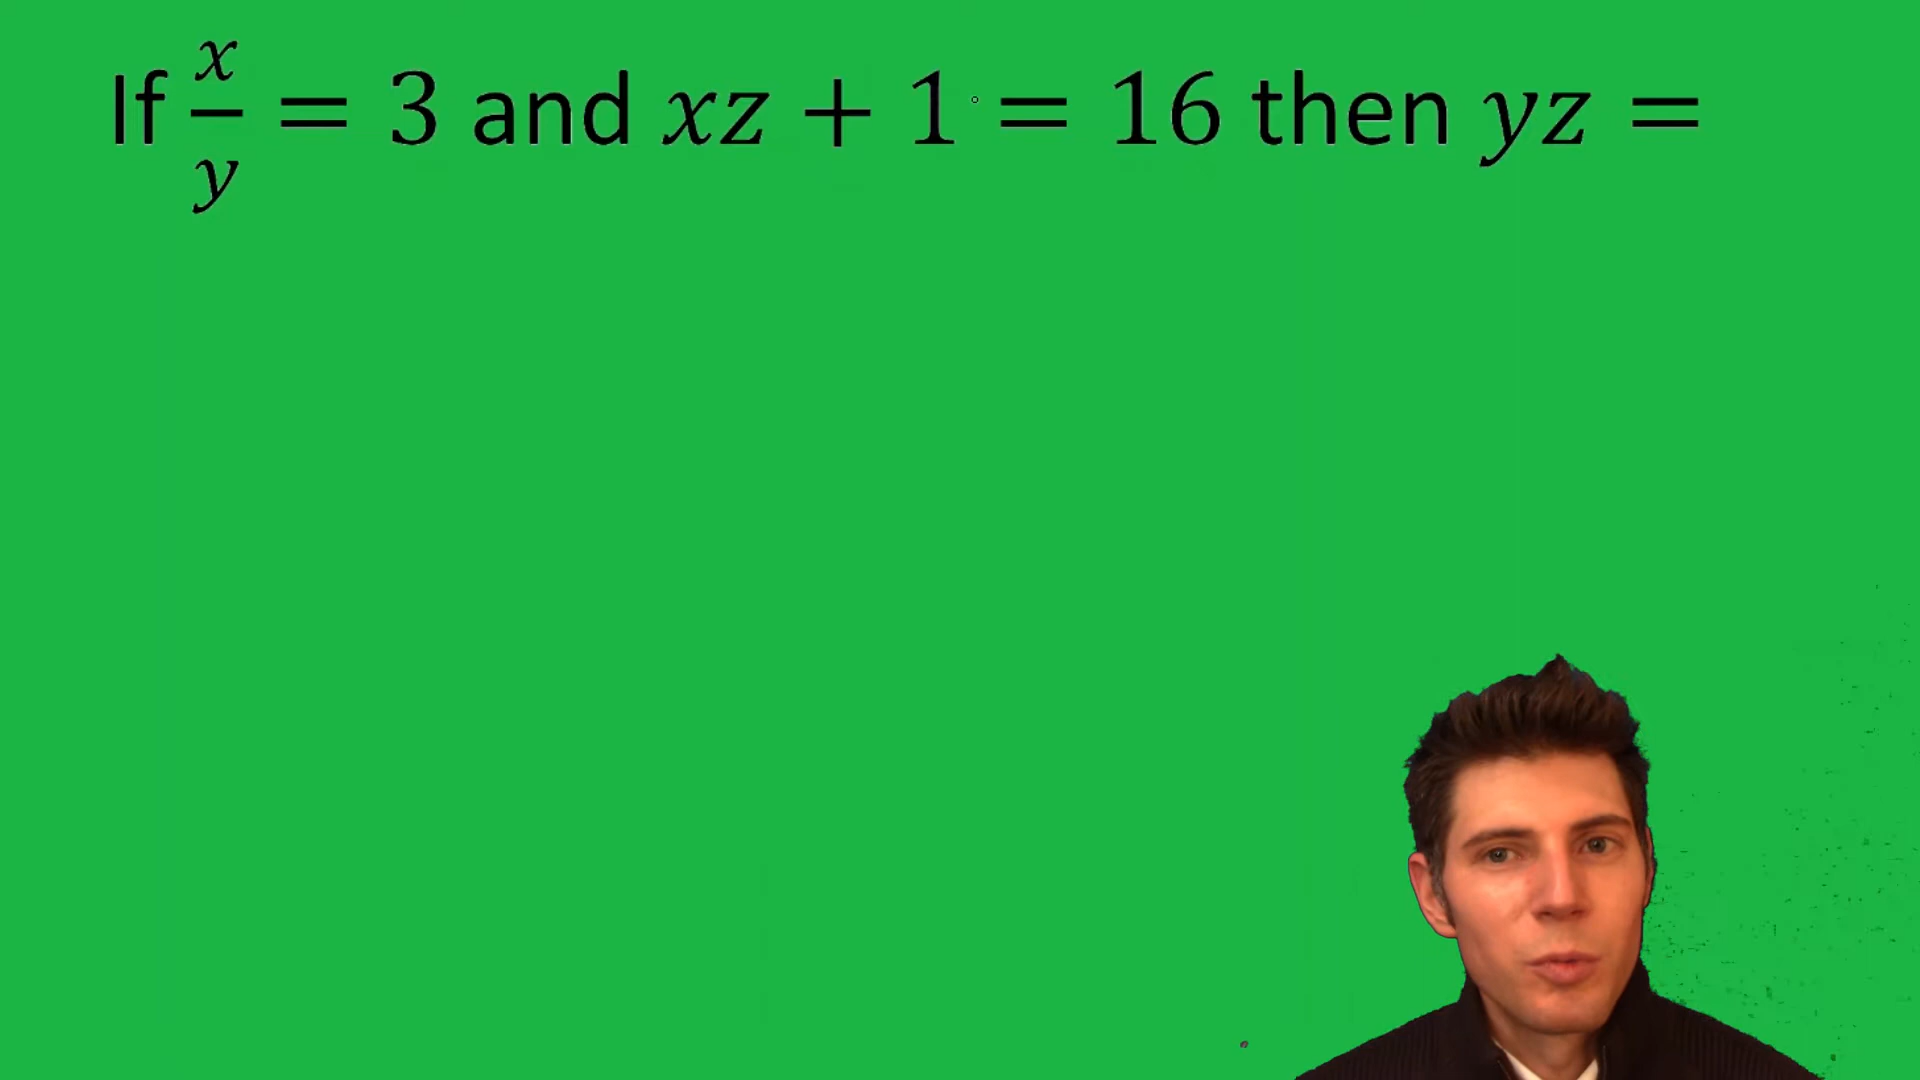 If x/y = 3 and xz + 1 = 16 then yz =